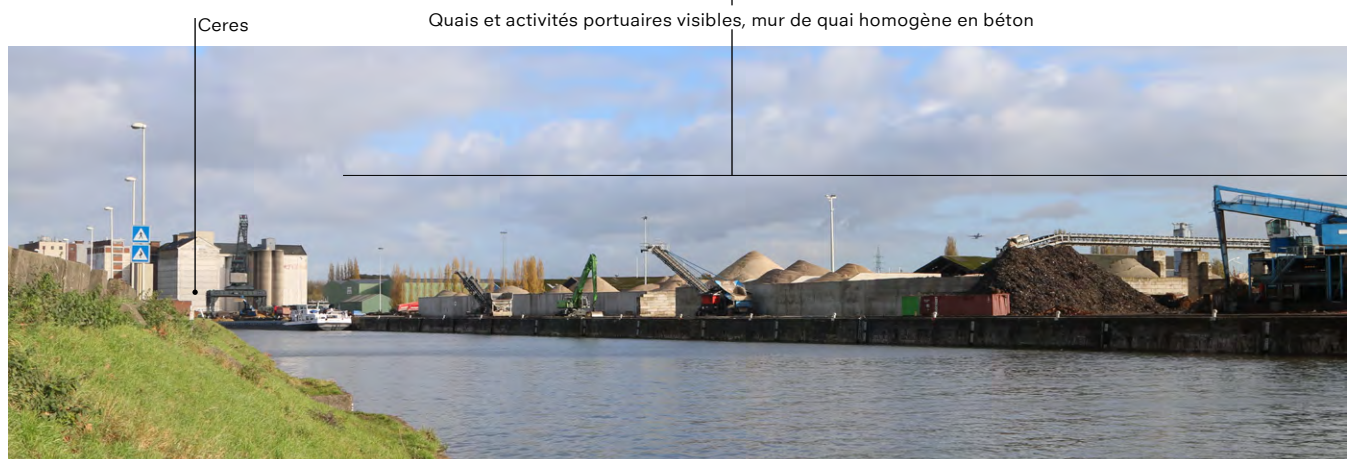 Ceres
Quais et activités portuaires visibles, mur de quai homogène en béton